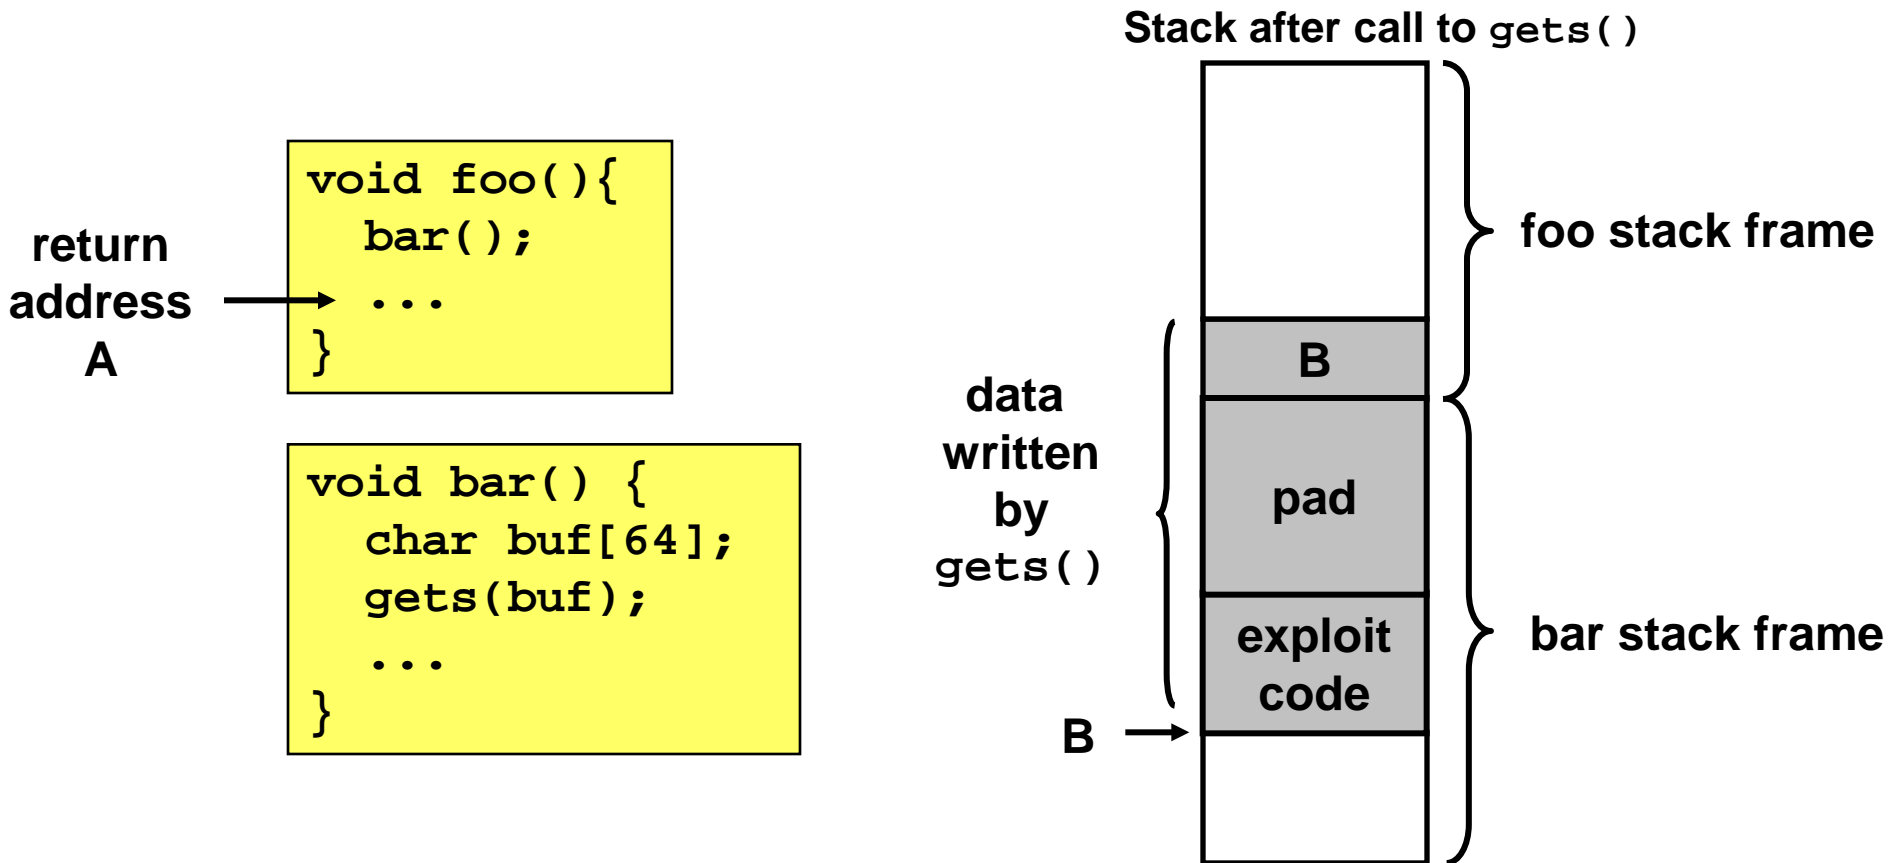 Stack after call to gets()
void foo(){
bar();
...
}
return
address
A
void bar() {
char buf[64];
gets(buf);
...
}
data
written
by
gets()
B
B
pad
exploit
code
foo stack frame
bar stack frame